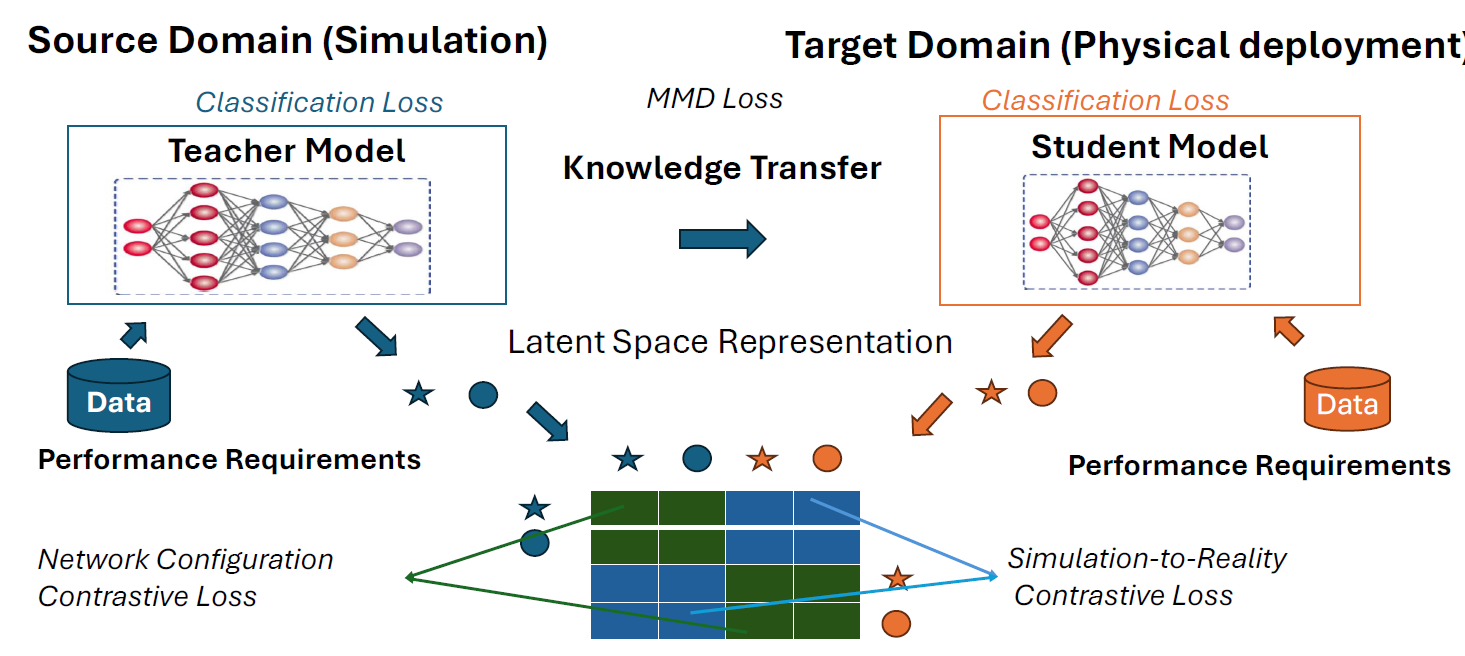 Source Domain (Simulation)
Target Domain (Physical deployment)
Classification Loss
MMD Loss
Classification Loss
Teacher Model
Knowledge Transfer
Student Model
Latent Space Representation
Data
Data
Performance Requirements
Performance Requirements
Network Configuration
Contrastive Loss
Simulation-to-Reality
Contrastive Loss